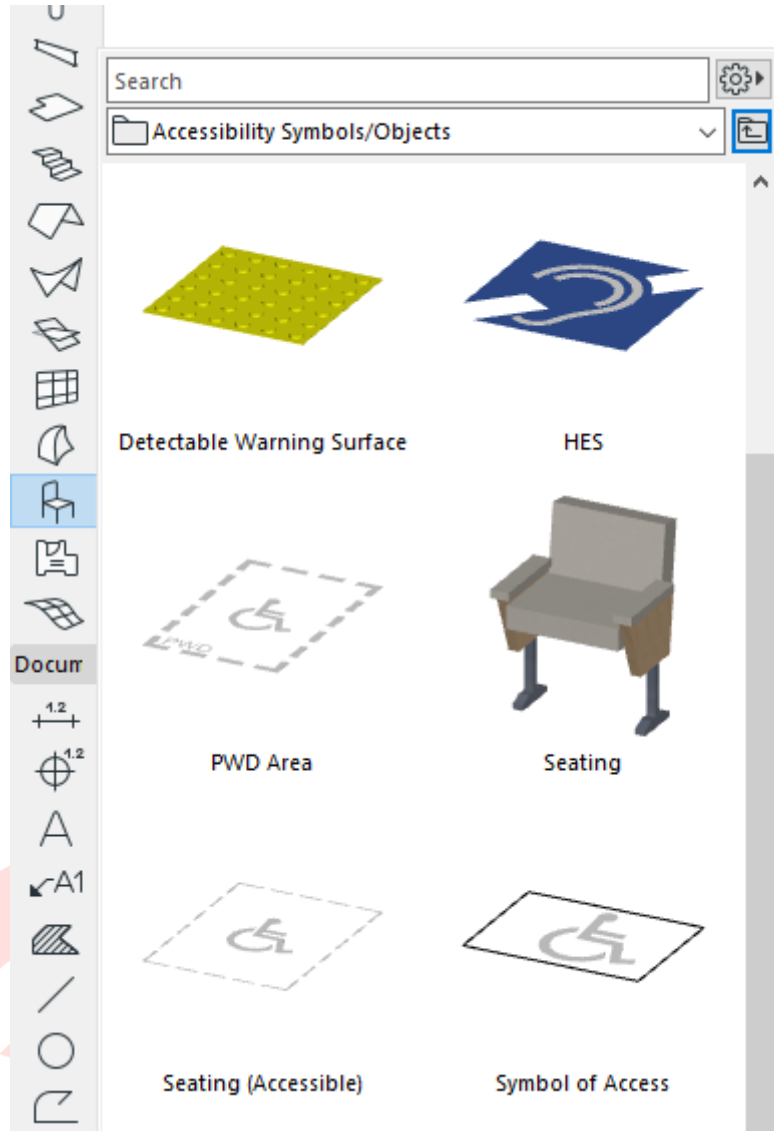 Search
Accessibility Symbols/Objects
Detectable Warning Surface
HES
PWD
PWD Area
Seating
Seating (Accessible)
Symbol of Access
Docum
1.2
1.2
A
A1